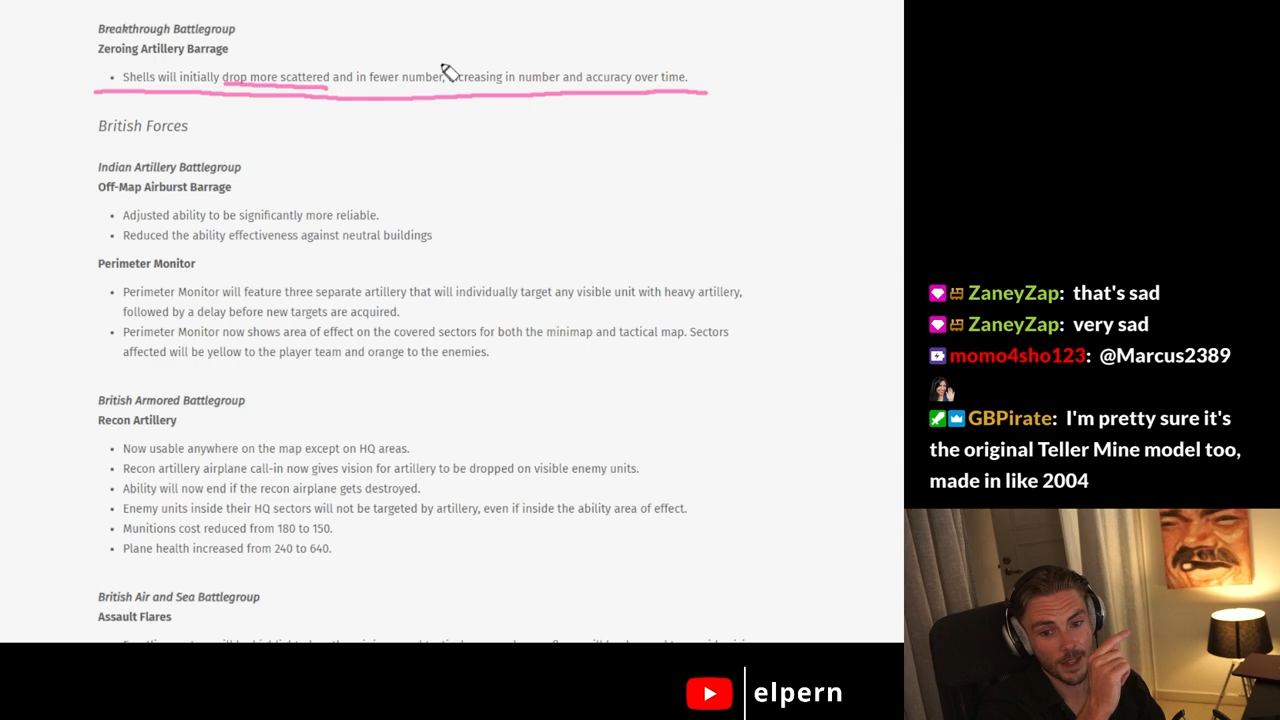 Breakthrough Battlegroup
Zeroing Artillery Barrage
• Shells will initially drop more scattered and in fewer number, increasing in number and accuracy over time.
British Forces
Indian Artillery Battlegroup
Off-Map Airburst Barrage
• Adjusted ability to be significantly more reliable.
• Reduced the ability effectiveness against neutral buildings
Perimeter Monitor
• Perimeter Monitor will feature three separate artillery that will individually target any visible unit with heavy artillery,
followed by a delay before new targets are acquired.
• Perimeter Monitor now shows area of effect on the covered sectors for both the minimap and tactical map. Sectors
affected will be yellow to the player team and orange to the enemies.
British Armored Battlegroup
Recon Artillery
• Now usable anywhere on the map except on HQ areas.
• Recon artillery airplane call-in now gives vision for artillery to be dropped on visible enemy units.
• Ability will now end if the recon airplane gets destroyed.
• Enemy units inside their HQ sectors will not be targeted by artillery, even if inside the ability area of effect.
• Munitions cost reduced from 180 to 150.
• Plane health increased from 240 to 640.
British Air and Sea Battlegroup
Assault Flares
ZaneyZap: that's sad
ZaneyZap: very sad
momo4sho123: @Marcus2389
GBPirate: I'm pretty sure it's
the original Teller Mine model too,
made in like 2004
elpern